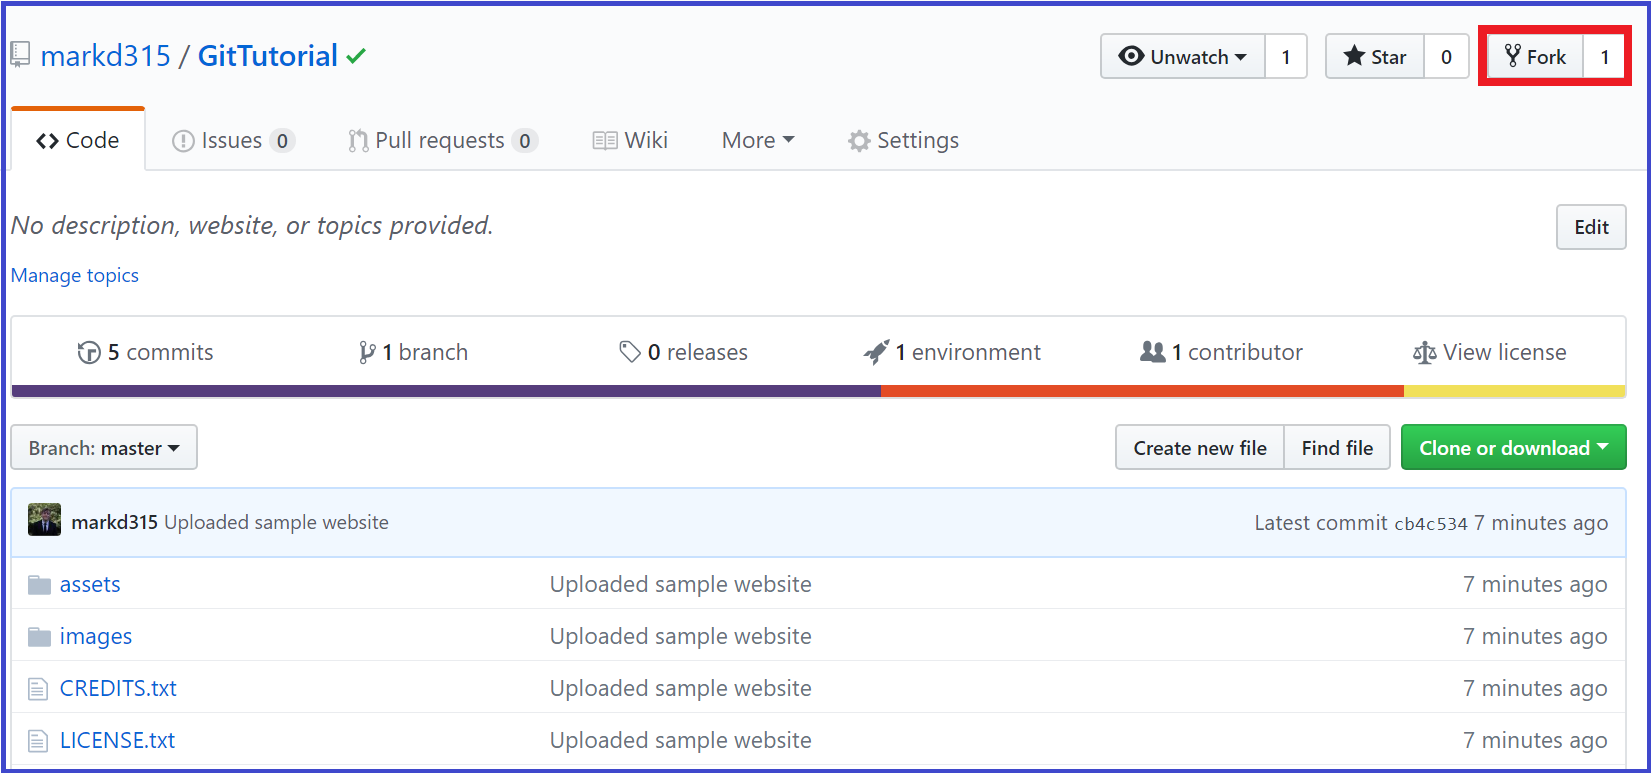 markd315 / GitTutorial
Unwatch 1 Star 0 Fork 1
Code Issues 0 Pull requests 0 Wiki More Settings
No description, website, or topics provided.
Edit
Manage topics
5 commits 1 branch 0 releases 1 environment 1 contributor View license
Branch: master Create new file Find file Clone or download
markd315 Uploaded sample website Latest commit cb4c534 7 minutes ago
assets Uploaded sample website 7 minutes ago
images Uploaded sample website 7 minutes ago
CREDITS.txt Uploaded sample website 7 minutes ago
LICENSE.txt Uploaded sample website 7 minutes ago